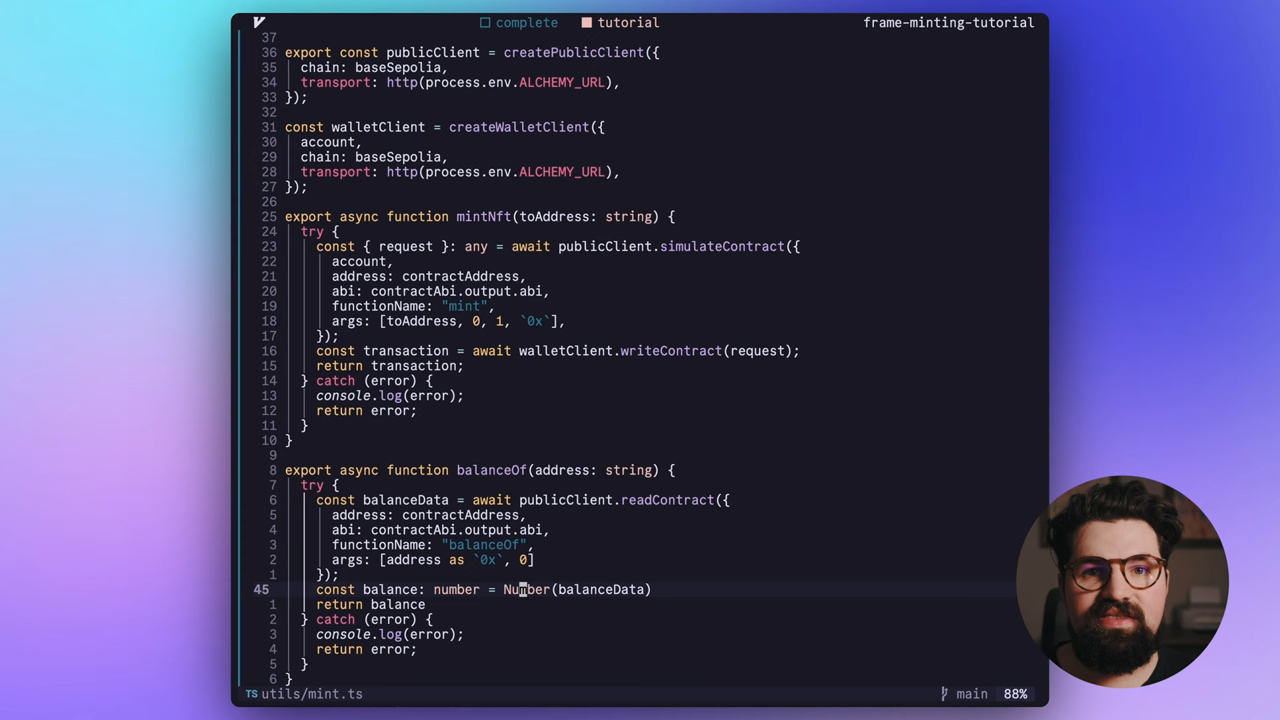 complete tutorial frame-minting-tutorial
37
36 export const publicClient = createPublicClient({
35 chain: baseSepolia,
34 transport: http(process.env.ALCHEMY_URL),
33 });
32
31 const walletClient = createWalletClient({
30 account,
29 chain: baseSepolia,
28 transport: http(process.env.ALCHEMY_URL),
27 });
26
25 export async function mintNft(toAddress: string) {
24 try {
23 const { request }: any = await publicClient.simulateContract({
22 account,
21 address: contractAddress,
20 abi: contractAbi.output.abi,
19 functionName: "mint",
18 args: [toAddress, 0, 1, `0x`],
17 });
16 const transaction = await walletClient.writeContract(request);
15 return transaction;
14 } catch (error) {
13 console.log(error);
12 return error;
11 }
10 }
9
8 export async function balanceOf(address: string) {
7 try {
6 const balanceData = await publicClient.readContract({
5 address: contractAddress,
4 abi: contractAbi.output.abi,
3 functionName: "balanceOf",
2 args: [address as `0x`, 0]
1 });
45 const balance: number = Number(balanceData)
1 return balance
2 } catch (error) {
3 console.log(error);
4 return error;
5 }
6 }
TS utils/mint.ts main 88%